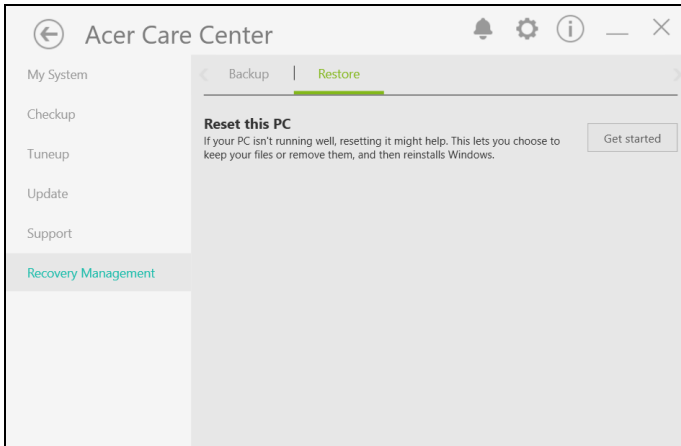 Acer Care Center
My System
Checkup
Tuneup
Update
Support
Recovery Management
Backup
Restore
Reset this PC
If your PC isn't running well, resetting it might help. This lets you choose to
keep your files or remove them, and then reinstalls Windows.
Get started